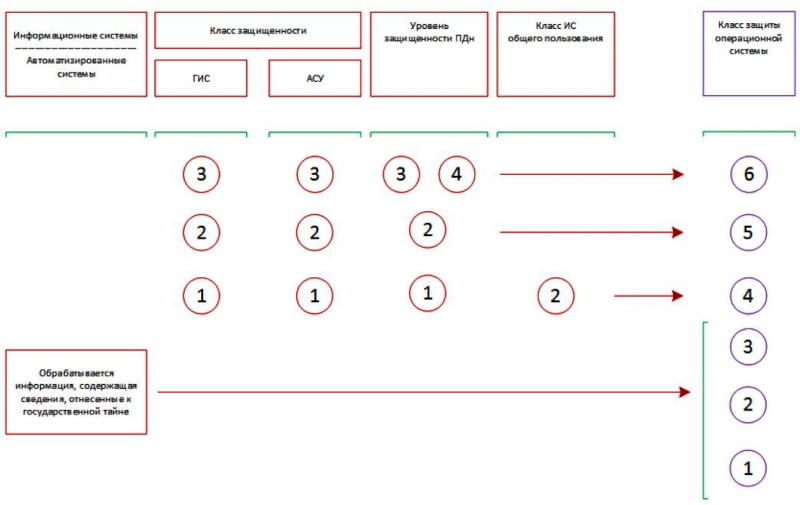 Информационные системы
Автоматизированные
системы
Класс защищенности
ГИС
АСУ
Уровень
защищенности ПДн
Класс ИС
общего пользования
Класс защиты
операционной
системы
3 3 3 4 6
2 2 2 5
1 1 1 2 4
3
Обрабатывается
информация, содержащая
сведения, отнесенные к
государственной тайне
2
1